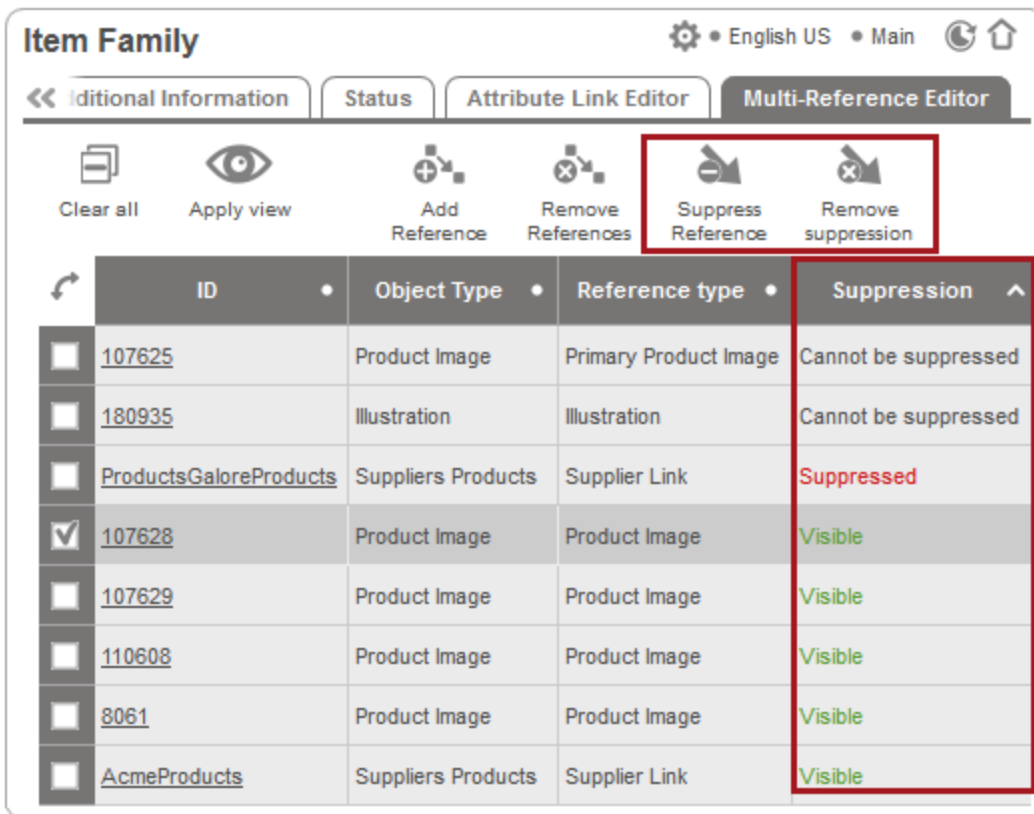 Item Family
English US
Main
ditional Information
Status
Attribute Link Editor
Multi-Reference Editor
Clear all
Apply view
Add
Reference
Remove
References
Suppress
Reference
Remove
suppression
ID
Object Type
Reference type
Suppression
107625 Product Image Primary Product Image Cannot be suppressed
180935 Illustration Illustration Cannot be suppressed
ProductsGaloreProducts Suppliers Products Supplier Link Suppressed
107628 Product Image Product Image Visible
107629 Product Image Product Image Visible
110608 Product Image Product Image Visible
8061 Product Image Product Image Visible
AcmeProducts Suppliers Products Supplier Link Visible